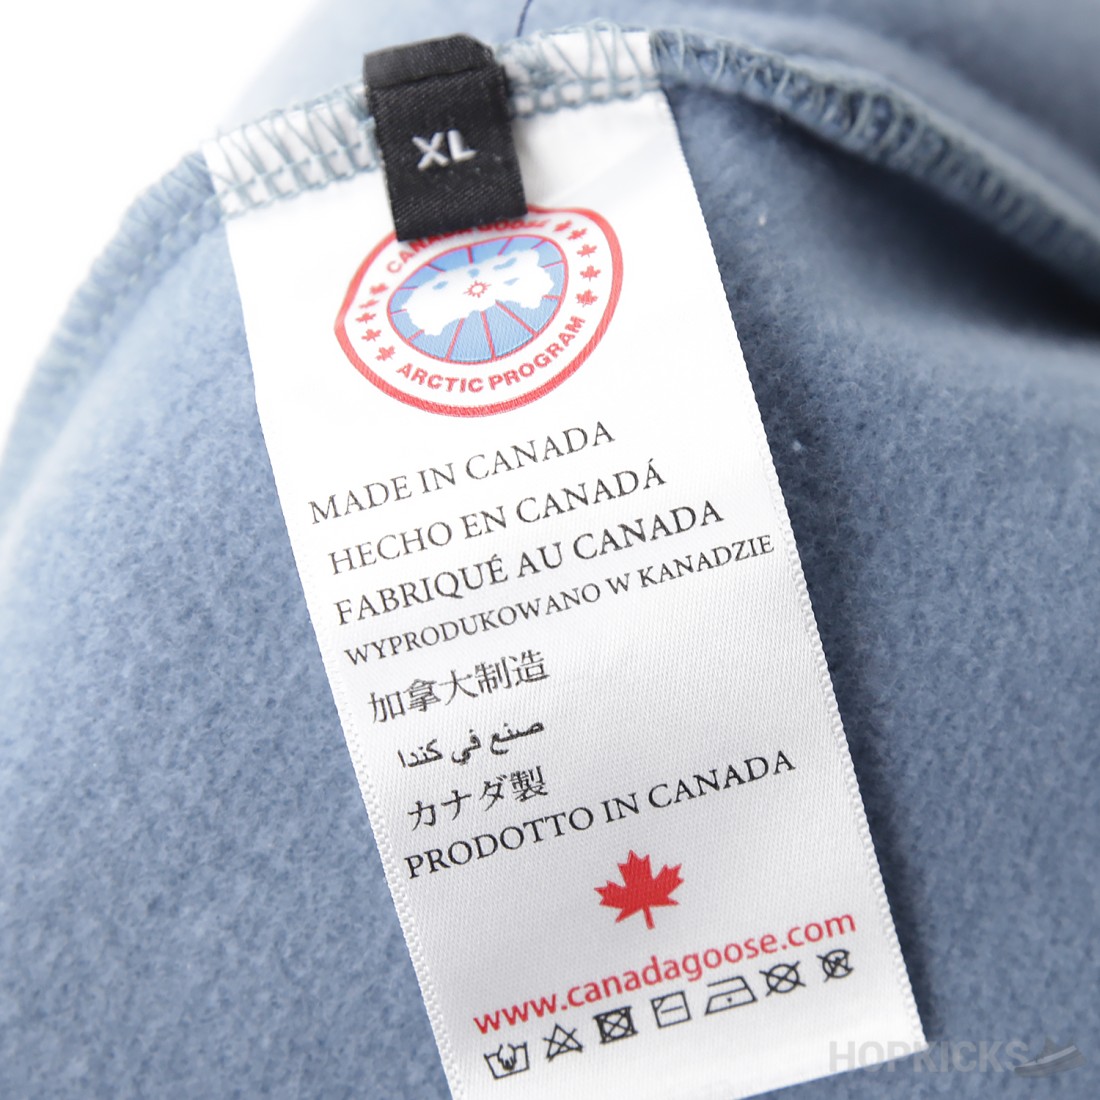 XL
CANADA GOOSE
ARCTIC PROGRAM
MADE IN CANADA
HECHO EN CANADÁ
FABRIQUÉ AU CANADA
WYPRODUKOWANO W KANADZIE
加拿大制造
صنع في كندا
カナダ製
PRODOTTO IN CANADA
www.canadagoose.com
HOPKICKS